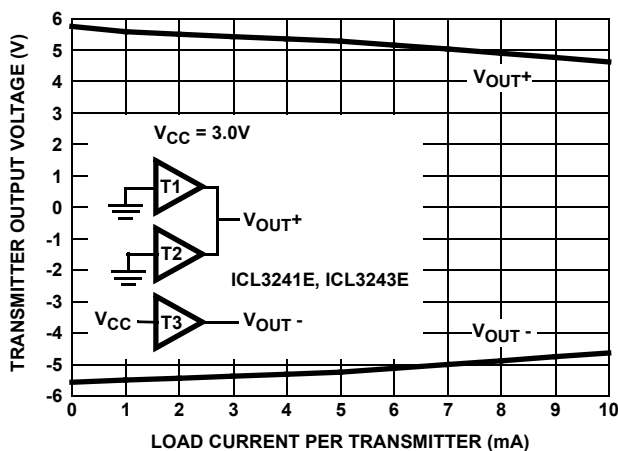 TRANSMITTER OUTPUT VOLTAGE (V)
6
5
4
3
2
1
0
-1
-2
-3
-4
-5
-6
VOUT+
VCC = 3.0V
T1
VOUT+
T2
ICL3241E, ICL3243E
VCC
T3
VOUT -
VOUT -
0 1 2 3 4 5 6 7 8 9 10
LOAD CURRENT PER TRANSMITTER (mA)